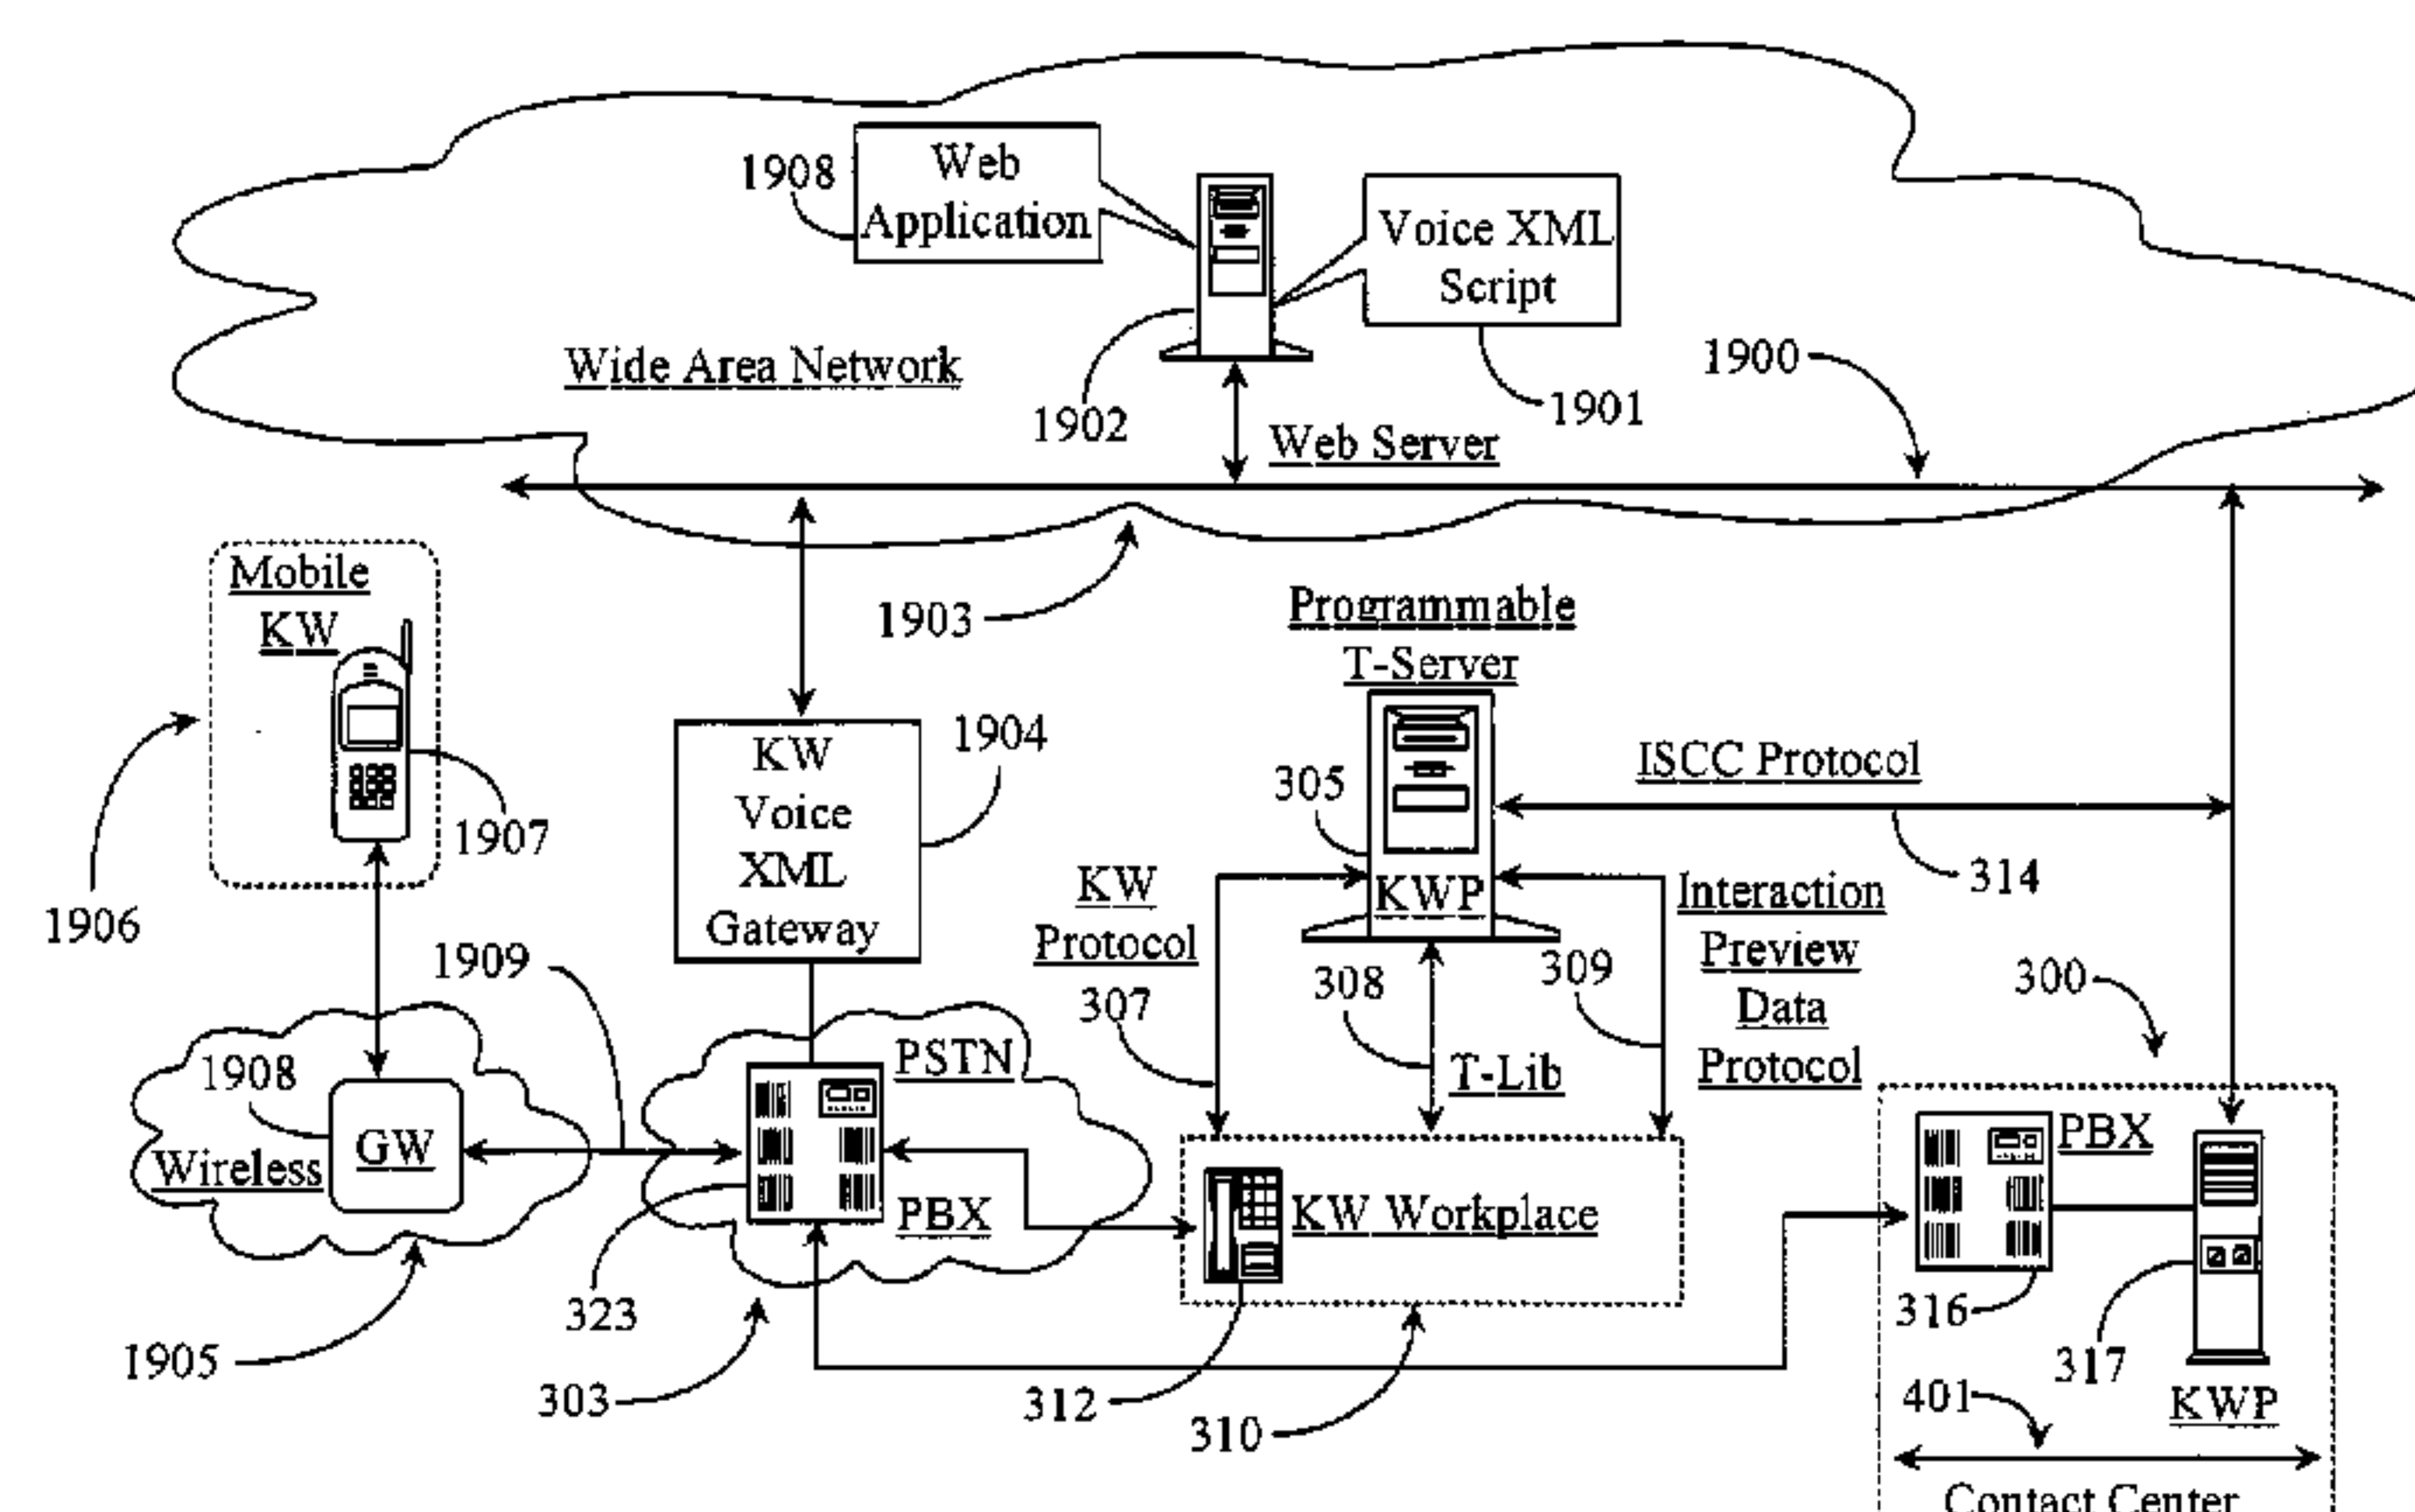 1908
Web
Application
Voice XML
Script
Wide Area Network
1902
1901
1900
Web Server
1903
Mobile
KW
1906
1907
KW
Voice
XML
Gateway
1904
Programmable
T-Server
305
KWP
ISCC Protocol
314
KW
Protocol
307
308
T-Lib
309
Interaction
Preview
Data
Protocol
300
1909
1908
GW
Wireless
1905
PSTN
PBX
323
303
KW Workplace
312
310
PBX
316
317
KWP
401
Contact Center